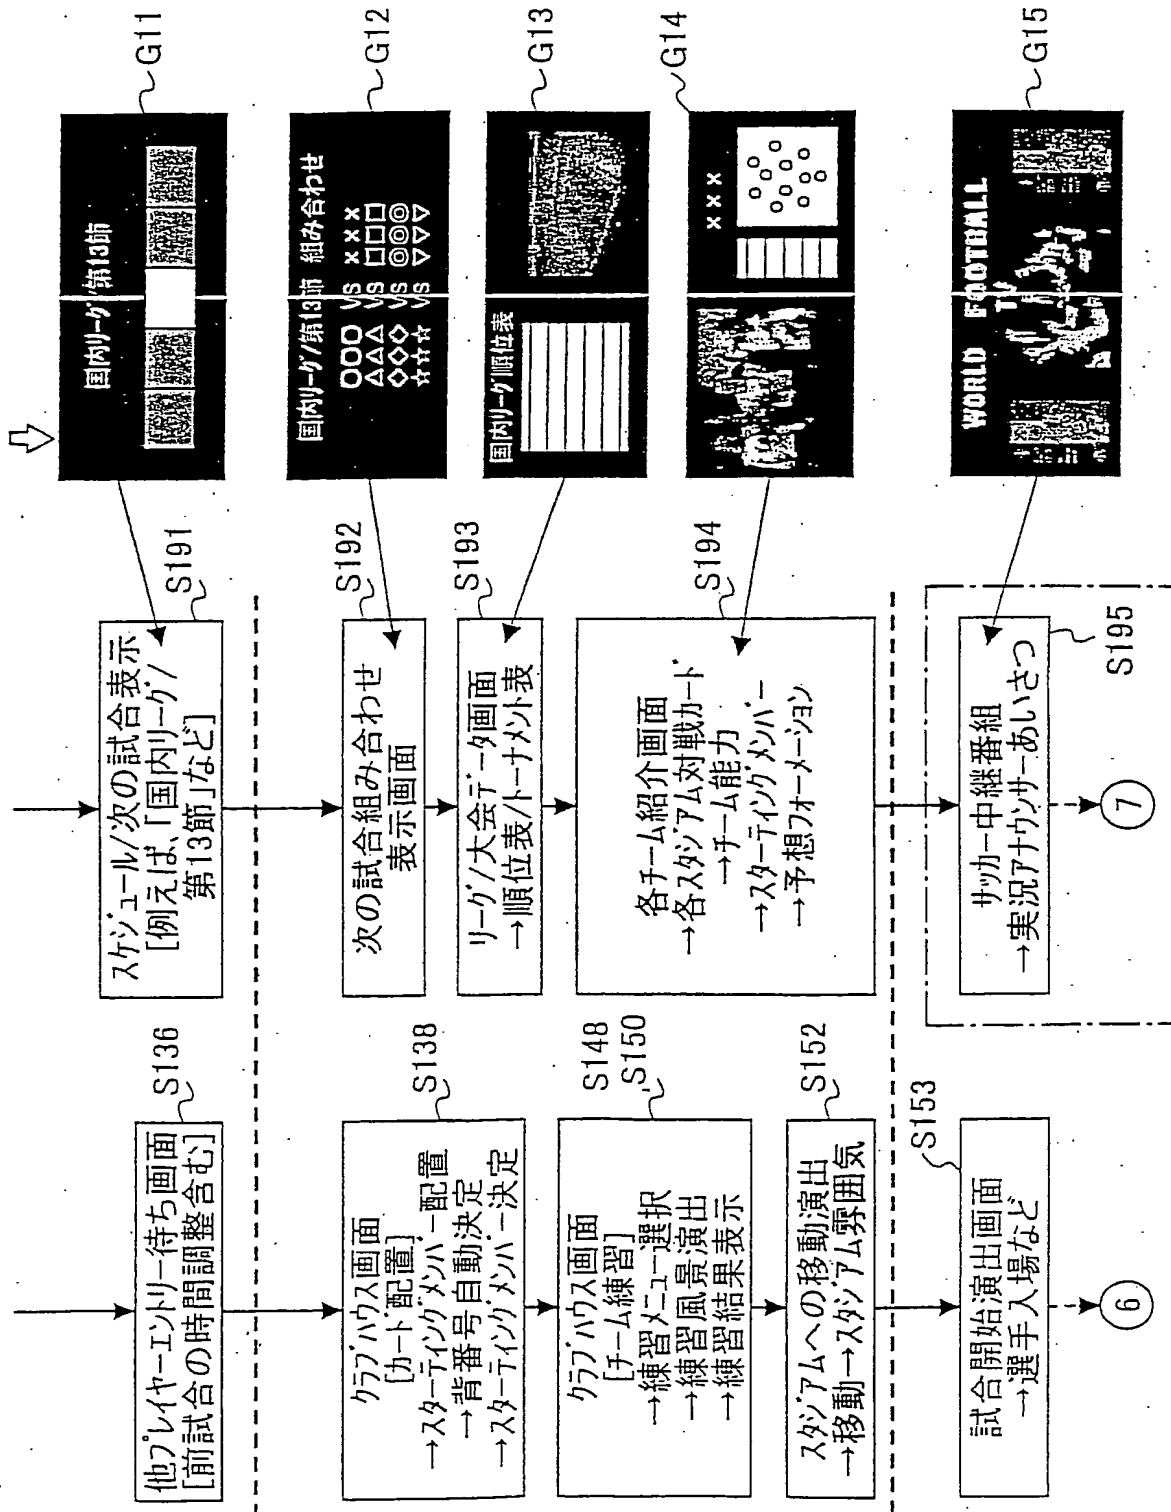 他プレイヤーエントリー待ち画面
[前試合の時間調整含む]
S136
クラブハウス画面
[カード配置]
→スターティングメンバー配置
→背番号自動決定
→スターティングメンバー決定
S138
クラブハウス画面
[チーム練習]
→練習メニュー選択
→練習風景演出
→練習結果表示
S148
S150
スタジアムへの移動演出
→移動→スタジアム雰囲気
S152
試合開始演出画面
→選手入場など
S153
6
スケジュール/次の試合表示
[例えば、「国内リーグ/
第13節」など]
S191
次の試合組み合わせ
表示画面
S192
リーグ/大会データ画面
→順位表/トーナメント表
S193
各チーム紹介画面
→各スタジアム対戦カード
→チーム能力
→スターティングメンバー
→予想フォーメーション
S194
サッカー中継番組
→実況アナウンサーあいさつ
S195
7
国内リーグ/第13節
G11
国内リーグ/第13節 組み合わせ
○○○ VS ×××
△△△ VS □□□
◇◇◇ VS ◎◎◎
☆☆☆ VS ▽▽▽
G12
国内リーグ順位表
G13
×××
G14
WORLD FOOTBALL
TV
G15